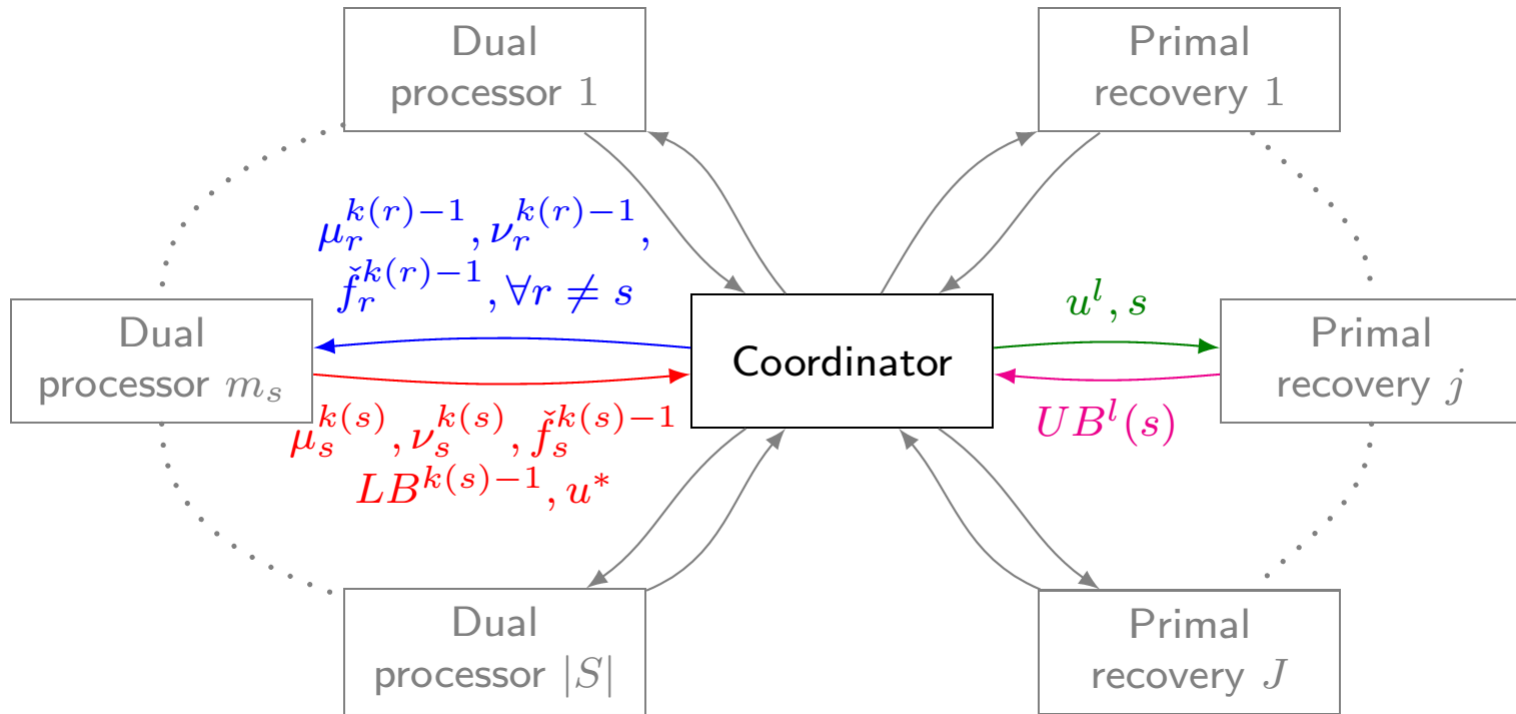 Dual
processor 1
Primal
recovery 1
μ_r^{k(r)−1}, ν_r^{k(r)−1},
f̌_r^{k(r)−1}, ∀r ≠ s
Dual
processor m_s
Coordinator
u^l, s
Primal
recovery j
μ_s^{k(s)}, ν_s^{k(s)}, f̌_s^{k(s)−1}
LB^{k(s)−1}, u^*
UB^l(s)
Dual
processor |S|
Primal
recovery J